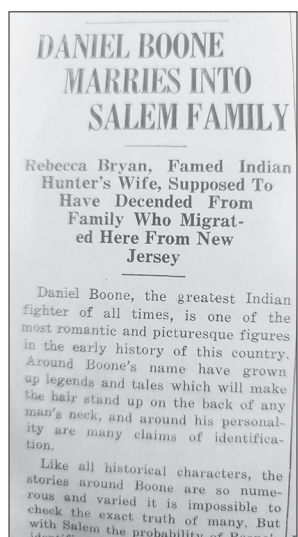 DANIEL BOONE
MARRIES INTO
SALEM FAMILY
Rebecca Bryan, Famed Indian
Hunter's Wife, Supposed To
Have Decended From
Family Who Migrat-
ed Here From New
Jersey
Daniel Boone, the greatest Indian
fighter of all times, is one of the
most romantic and picturesque figures
in the early history of this country.
Around Boone's name have grown
up legends and tales which will make
the hair stand up on the back of any
man's neck, and around his personal-
ity are many claims of identifica-
tion.
Like all historical characters, the
stories around Boone are so nume-
rous and varied it is impossible to
check the exact truth of many. But
with Salem the probability of Boone's